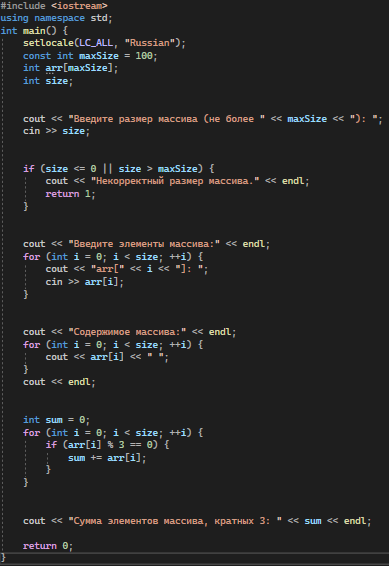 #include <iostream>
using namespace std;
int main() {
setlocale(LC_ALL, "Russian");
const int maxSize = 100;
int arr[maxSize];
int size;
cout << "Введите размер массива (не более " << maxSize << "): ";
cin >> size;
if (size <= 0 || size > maxSize) {
cout << "Некорректный размер массива." << endl;
return 1;
}
cout << "Введите элементы массива:" << endl;
for (int i = 0; i < size; ++i) {
cout << "arr[" << i << "]: ";
cin >> arr[i];
}
cout << "Содержимое массива:" << endl;
for (int i = 0; i < size; ++i) {
cout << arr[i] << " ";
}
cout << endl;
int sum = 0;
for (int i = 0; i < size; ++i) {
if (arr[i] % 3 == 0) {
sum += arr[i];
}
}
cout << "Сумма элементов массива, кратных 3: " << sum << endl;
return 0;
}